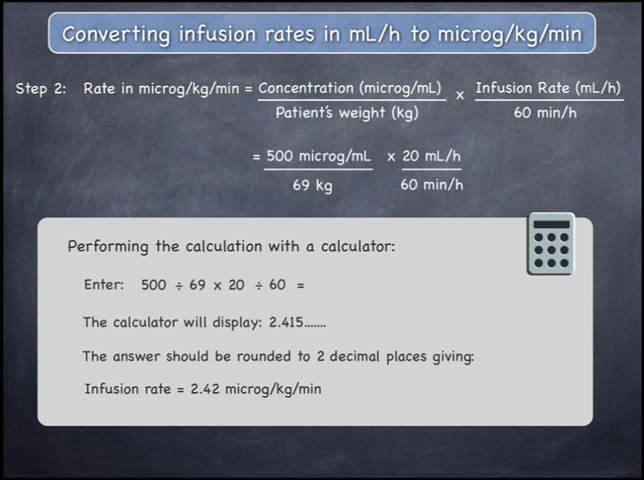 Converting infusion rates in mL/h to microg/kg/min
Step 2: Rate in microg/kg/min = Concentration (microg/mL) x Infusion Rate (mL/h)
Patient's weight (kg) 60 min/h
= 500 microg/mL x 20 mL/h
69 kg 60 min/h
Performing the calculation with a calculator:
Enter: 500 ÷ 69 x 20 ÷ 60 =
The calculator will display: 2.415.......
The answer should be rounded to 2 decimal places giving:
Infusion rate = 2.42 microg/kg/min